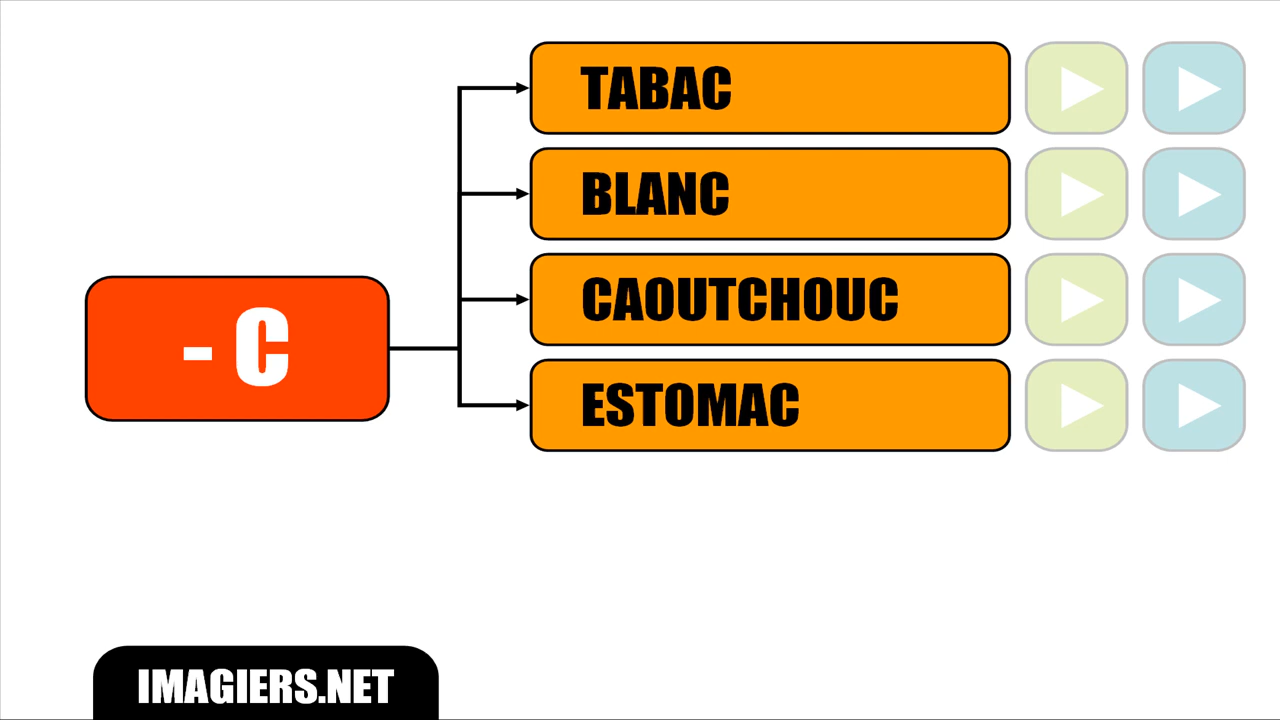 TABAC
BLANC
CAOUTCHOUC
ESTOMAC
- C
IMAGIERS.NET